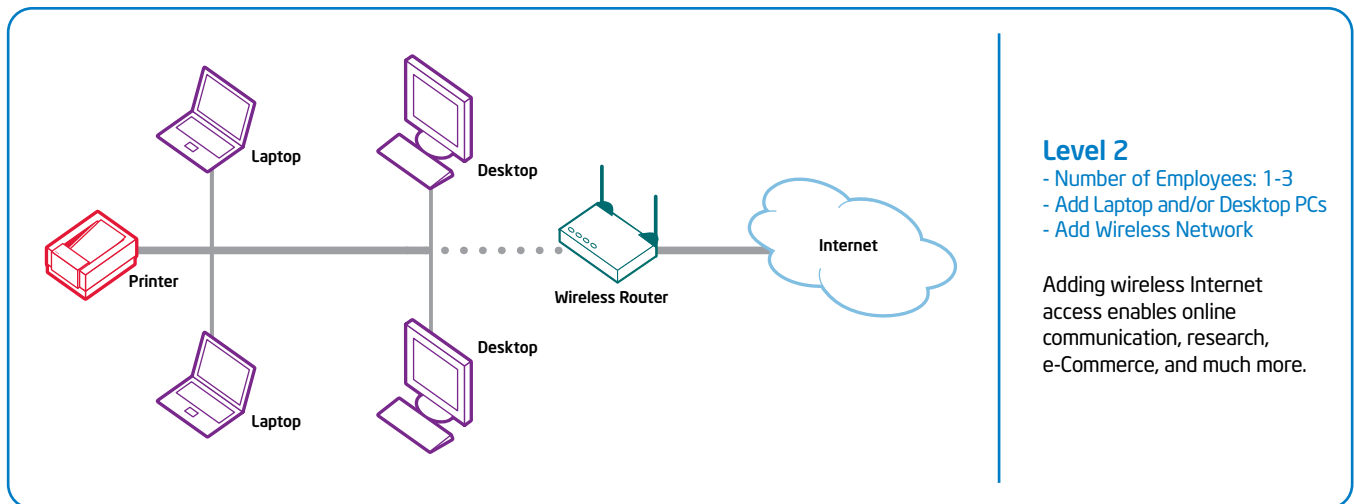 Laptop
Desktop
Printer
Wireless Router
Internet
Laptop
Desktop
Level 2
- Number of Employees: 1-3
- Add Laptop and/or Desktop PCs
- Add Wireless Network
Adding wireless Internet
access enables online
communication, research,
e-Commerce, and much more.